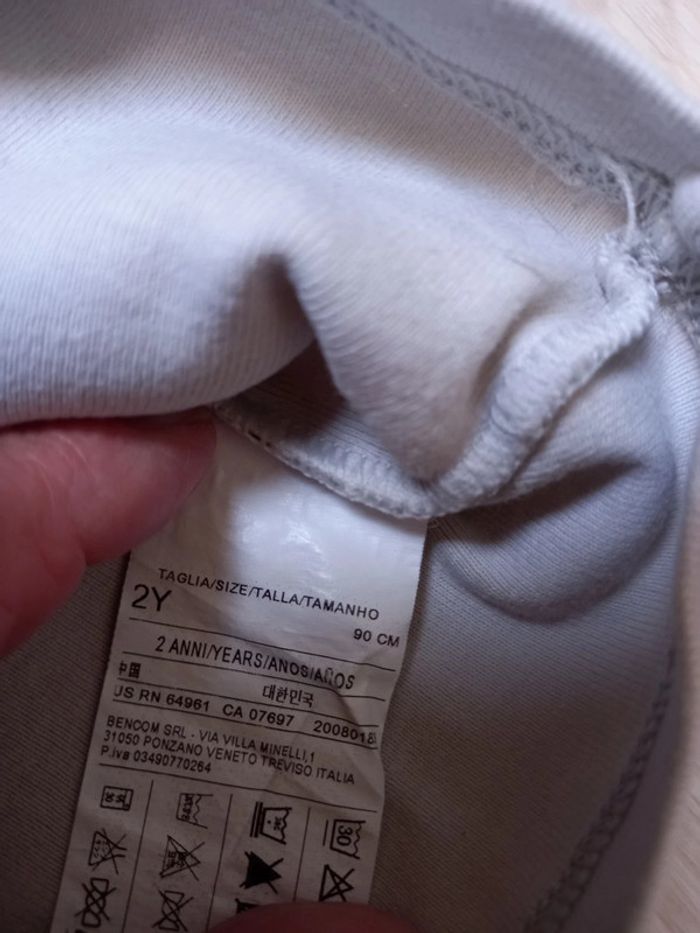 TAGLIA/SIZE/TALLA/TAMANHO
2Y
90 CM
2 ANNI/YEARS/ANOS/AÑOS
中国
대한민국
US RN 64961 CA 07697 2008018
BENCOM SRL - VIA VILLA MINELLI,1
31050 PONZANO VENETO TREVISO ITALIA
P.iva 03490770264
30